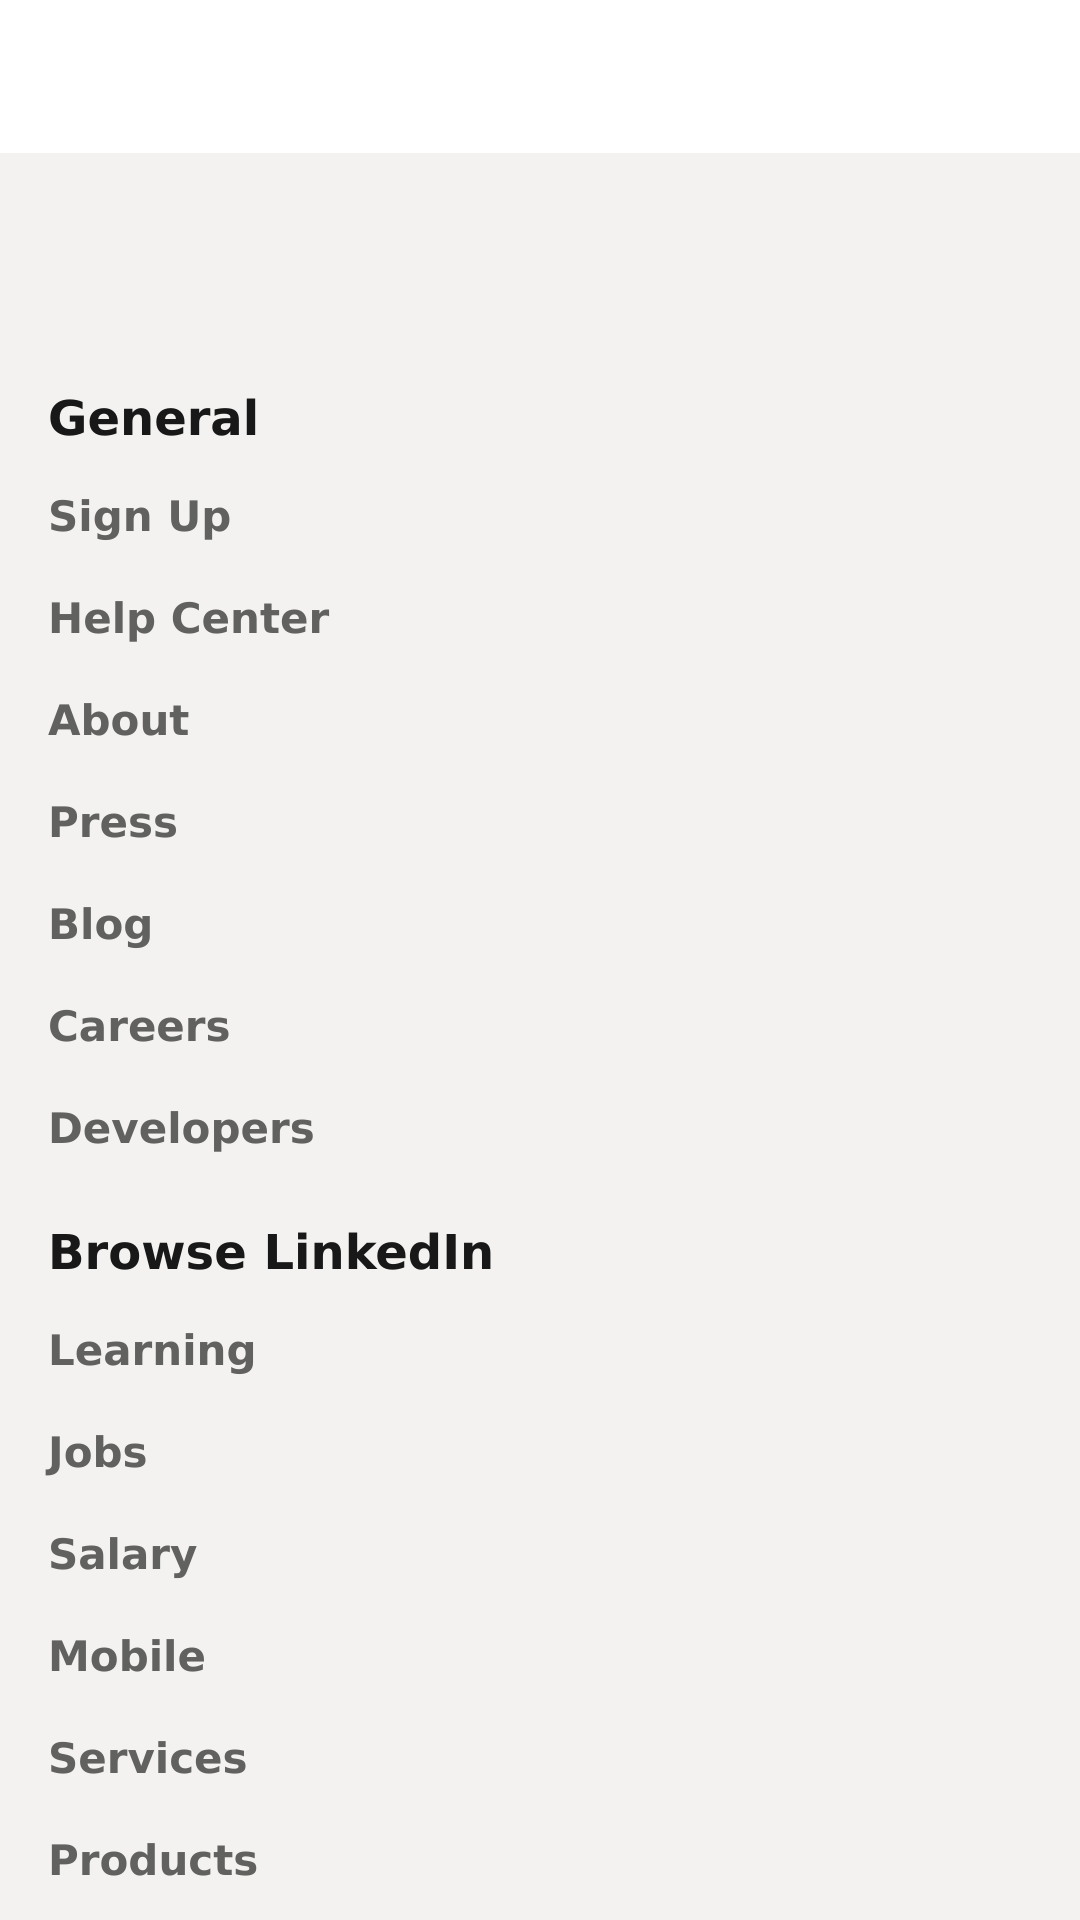 General
Sign Up
Help Center
About
Press
Blog
Careers
Developers
Browse LinkedIn
Learning
Jobs
Salary
Mobile
Services
Products